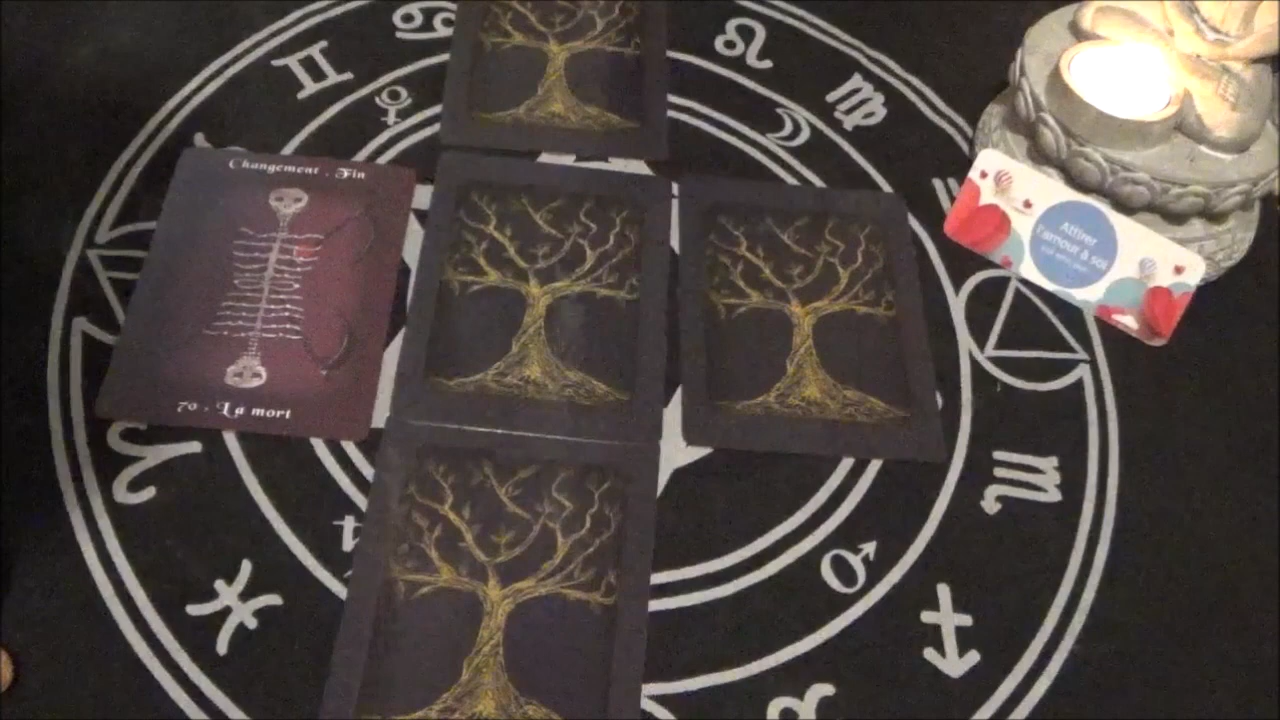 Changement . Fin
70 . La mort
Attirer
l'amour à soi